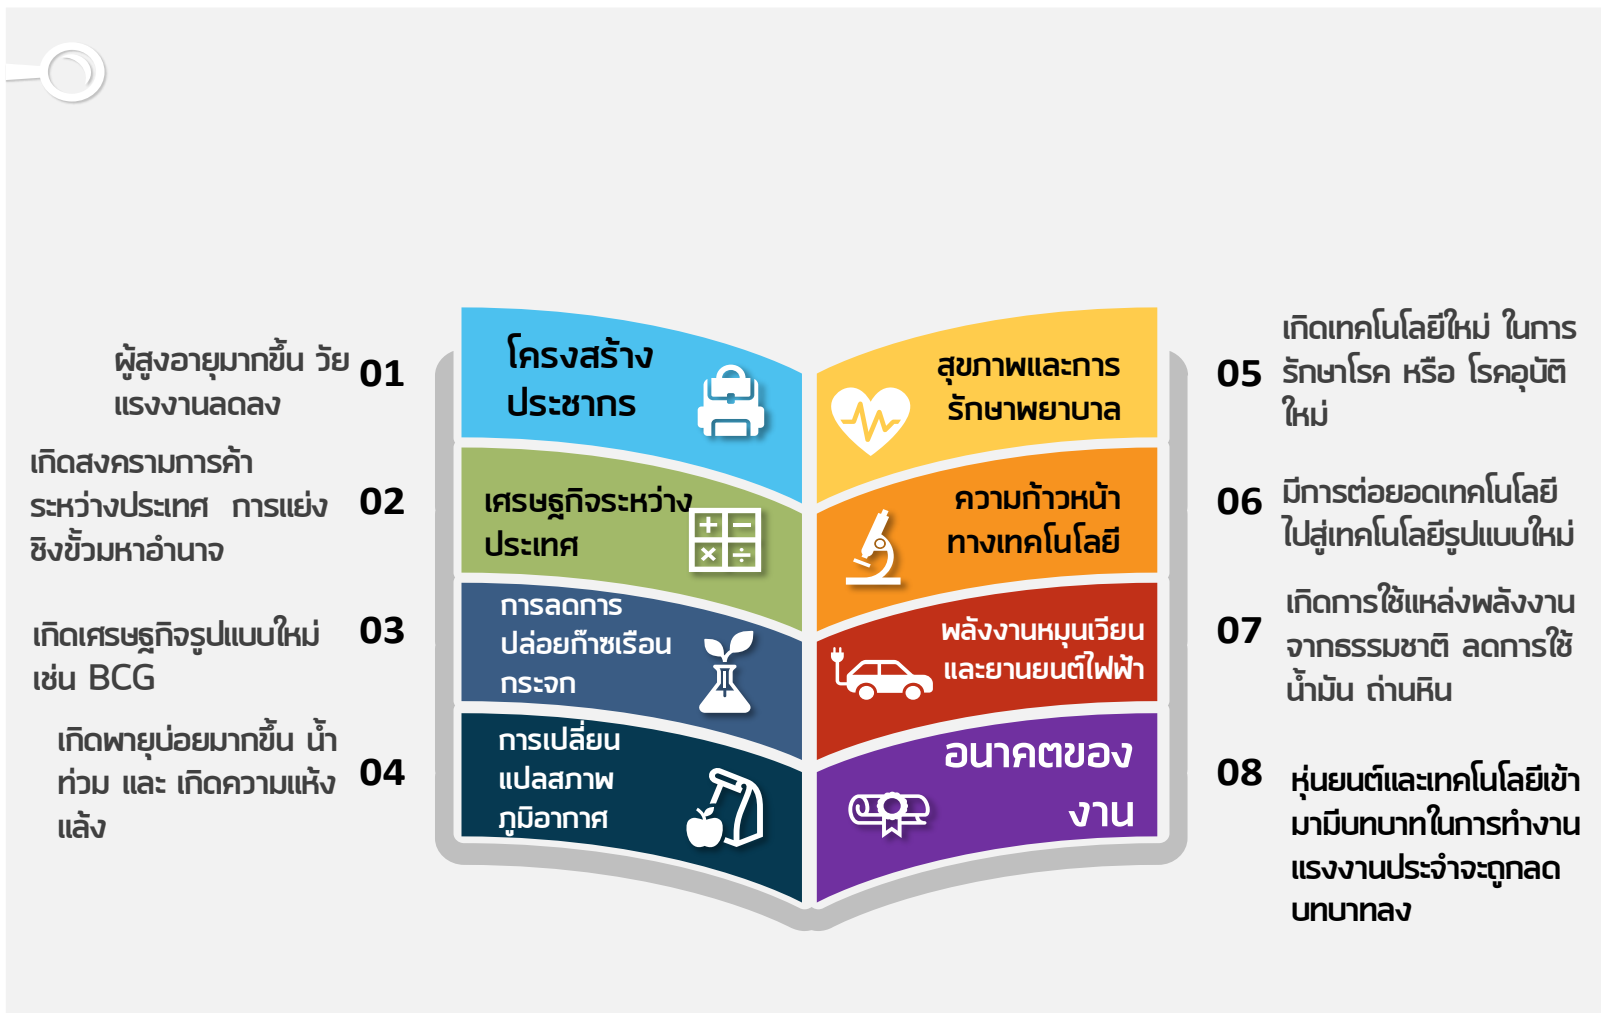 ผู้สูงอายุมากขึ้น วัย
แรงงานลดลง
01
โครงสร้าง
ประชากร
เกิดสงครามการค้า
ระหว่างประเทศ การแย่ง
ชิงขั้วมหาอำนาจ
02
เศรษฐกิจระหว่าง
ประเทศ
เกิดเศรษฐกิจรูปแบบใหม่
เช่น BCG
03
การลดการ
ปล่อยก๊าซเรือน
กระจก
เกิดพายุบ่อยมากขึ้น น้ำ
ท่วม และ เกิดความแห้ง
แล้ง
04
การเปลี่ยน
แปลสภาพ
ภูมิอากาศ
สุขภาพและการ
รักษาพยาบาล
05
เกิดเทคโนโลยีใหม่ ในการ
รักษาโรค หรือ โรคอุบัติ
ใหม่
ความก้าวหน้า
ทางเทคโนโลยี
06
มีการต่อยอดเทคโนโลยี
ไปสู่เทคโนโลยีรูปแบบใหม่
พลังงานหมุนเวียน
และยานยนต์ไฟฟ้า
07
เกิดการใช้แหล่งพลังงาน
จากธรรมชาติ ลดการใช้
น้ำมัน ถ่านหิน
อนาคตของ
งาน
08
หุ่นยนต์และเทคโนโลยีเข้า
มามีบทบาทในการทำงาน
แรงงานประจำจะถูกลด
บทบาทลง